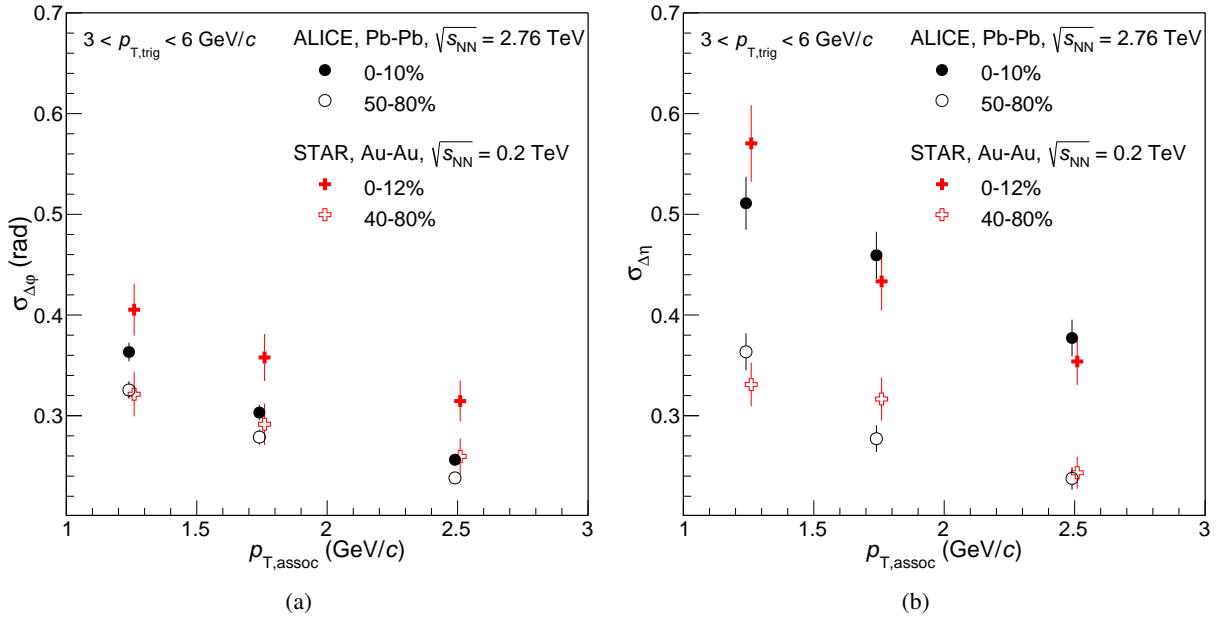 3 < p_T,trig < 6 GeV/c
ALICE, Pb-Pb, √s_NN = 2.76 TeV
0-10%
50-80%
STAR, Au-Au, √s_NN = 0.2 TeV
0-12%
40-80%
σ_Δφ (rad)
0.7
0.6
0.5
0.4
0.3
1 1.5 2 2.5 3
p_T,assoc (GeV/c)
(a)
3 < p_T,trig < 6 GeV/c
ALICE, Pb-Pb, √s_NN = 2.76 TeV
0-10%
50-80%
STAR, Au-Au, √s_NN = 0.2 TeV
0-12%
40-80%
σ_Δη
0.7
0.6
0.5
0.4
0.3
1 1.5 2 2.5 3
p_T,assoc (GeV/c)
(b)